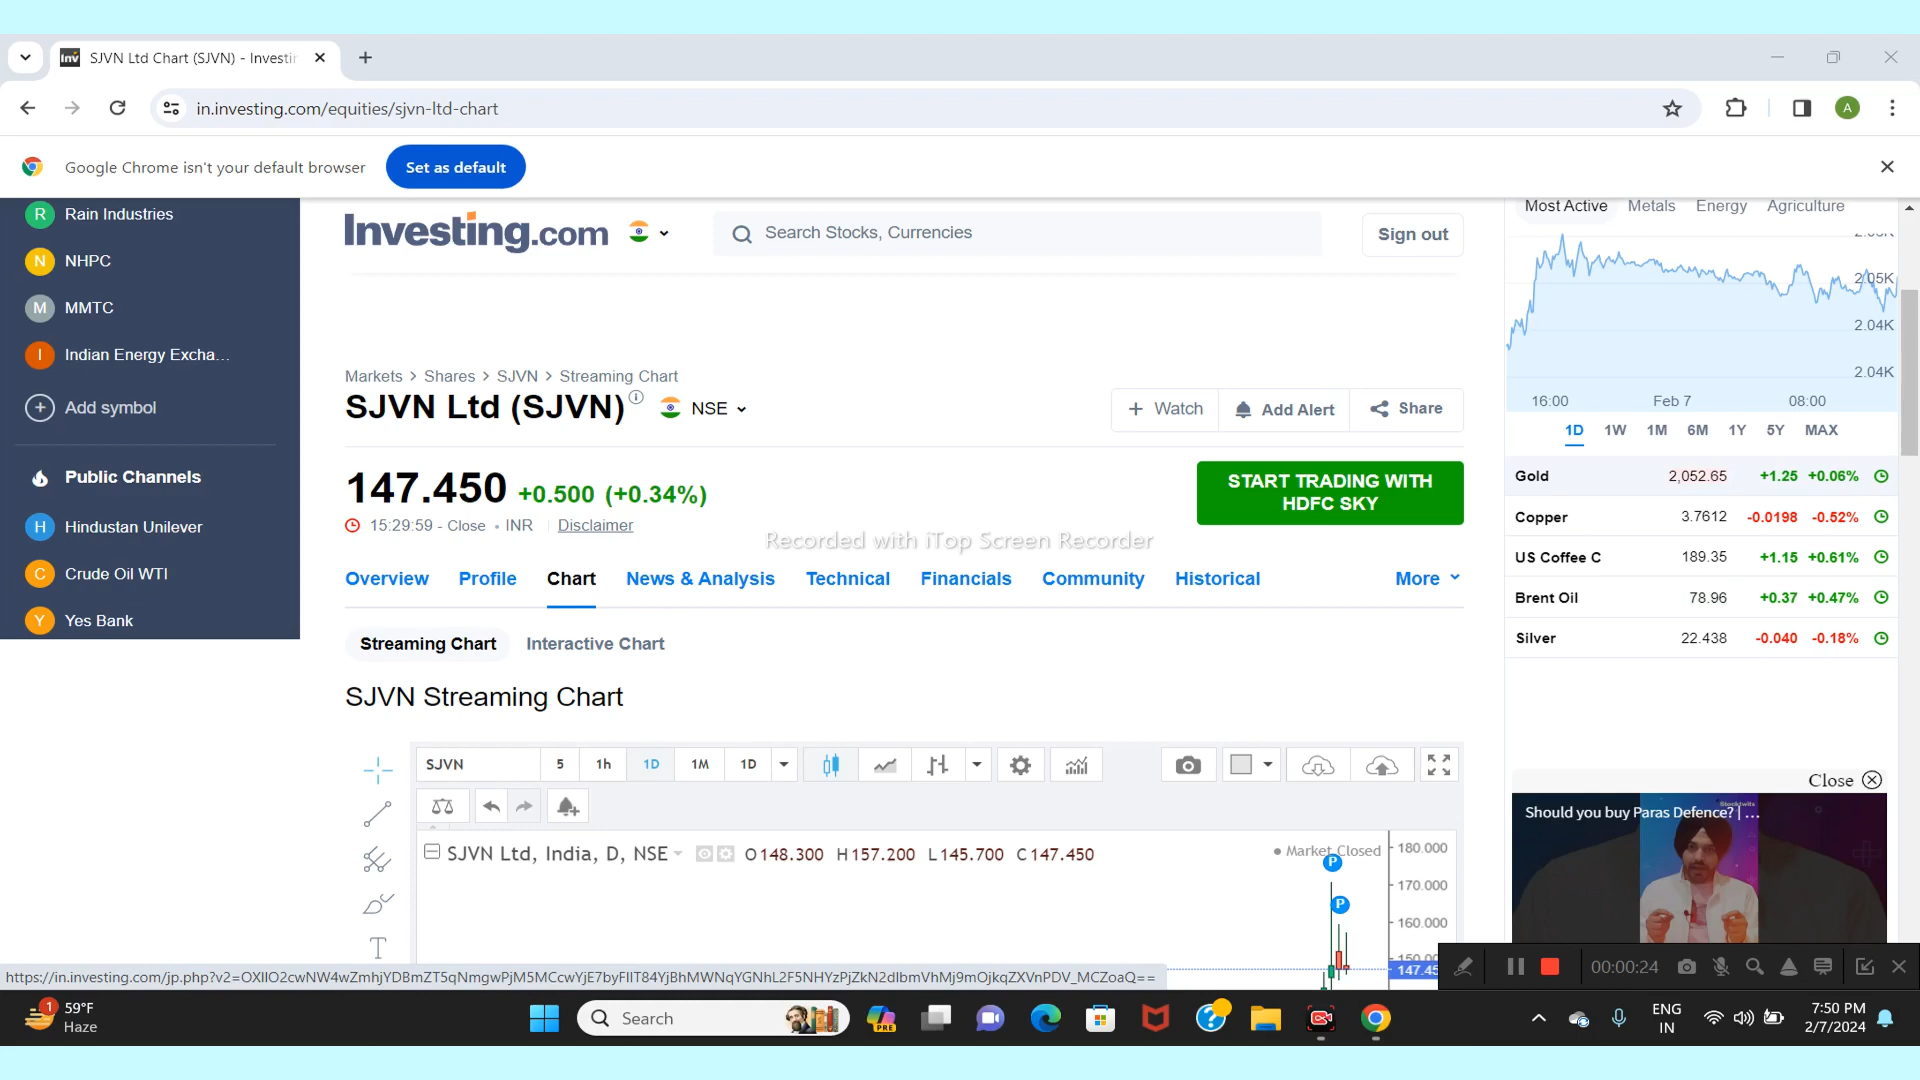 SJVN Ltd Chart (SJVN) - Investin
in.investing.com/equities/sjvn-ltd-chart
A
Google Chrome isn't your default browser
Set as default
R Rain Industries
N NHPC
M MMTC
I Indian Energy Excha...
Add symbol
Public Channels
H Hindustan Unilever
C Crude Oil WTI
Y Yes Bank
Investing.com
Search Stocks, Currencies
Sign out
Markets > Shares > SJVN > Streaming Chart
SJVN Ltd (SJVN) NSE
+ Watch
Add Alert
Share
147.450 +0.500 (+0.34%)
15:29:59 - Close • INR Disclaimer
START TRADING WITH
HDFC SKY
Recorded with iTop Screen Recorder
Overview Profile Chart News & Analysis Technical Financials Community Historical More
Streaming Chart Interactive Chart
SJVN Streaming Chart
SJVN 5 1h 1D 1M 1D
SJVN Ltd, India, D, NSE O148.300 H157.200 L145.700 C147.450
Market Closed
P
P
180.000
170.000
160.000
150.000
147.45
Most Active Metals Energy Agriculture
2.05K
2.04K
2.04K
16:00 Feb 7 08:00
1D 1W 1M 6M 1Y 5Y MAX
Gold 2,052.65 +1.25 +0.06%
Copper 3.7612 -0.0198 -0.52%
US Coffee C 189.35 +1.15 +0.61%
Brent Oil 78.96 +0.37 +0.47%
Silver 22.438 -0.040 -0.18%
Close
Stocktwits
Should you buy Paras Defence? | ...
00:00:24
1
59°F
Haze
Search
PRE
ENG
IN
7:50 PM
2/7/2024